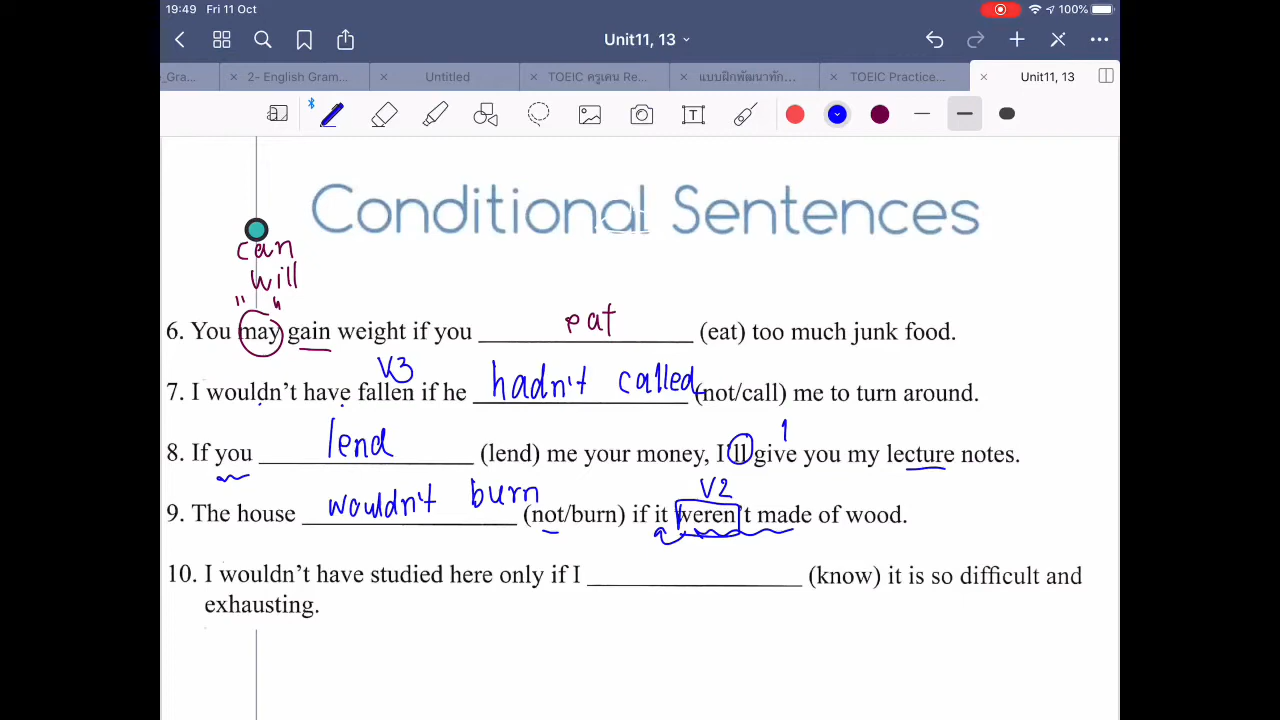 19:49 Fri 11 Oct 100%
Unit11, 13
_Gra... 2- English Gram... Untitled TOEIC ครูเคน Re... แบบฝึกพัฒนาทัก... TOEIC Practice... Unit11, 13
Conditional Sentences
can
will
" "
6. You may gain weight if you eat (eat) too much junk food.
V3
7. I wouldn't have fallen if he hadn't called (not/call) me to turn around.
1
8. If you lend (lend) me your money, I'll give you my lecture notes.
V2
9. The house wouldn't burn (not/burn) if it weren't made of wood.
10. I wouldn't have studied here only if I ____________ (know) it is so difficult and
exhausting.